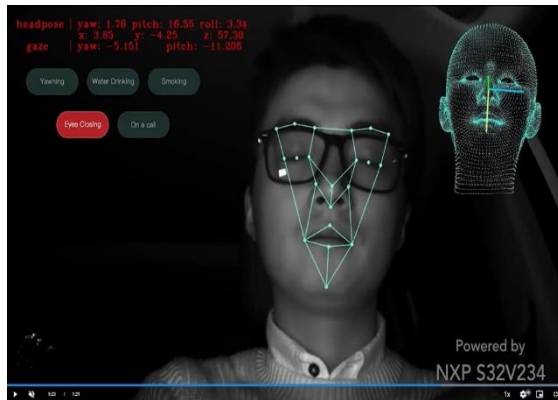 headpose | yaw: 1.78 pitch: 16.55 roll: 3.34
x: 3.85 y: -4.25 z: 57.30
gaze | yaw: -5.151 pitch: -11.206
Yawning
Water Drinking
Smoking
Eyes Closing
On a call
Powered by
NXP S32V234
1x